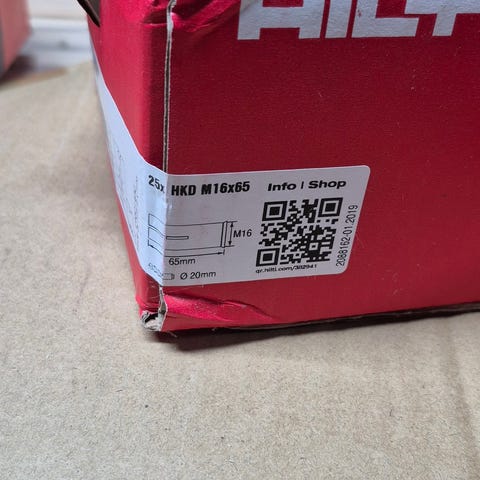 HILTI
25x HKD M16x65
Info | Shop
M16
65mm
Ø 20mm
qr.hilti.com/382941
2088162-01.2019